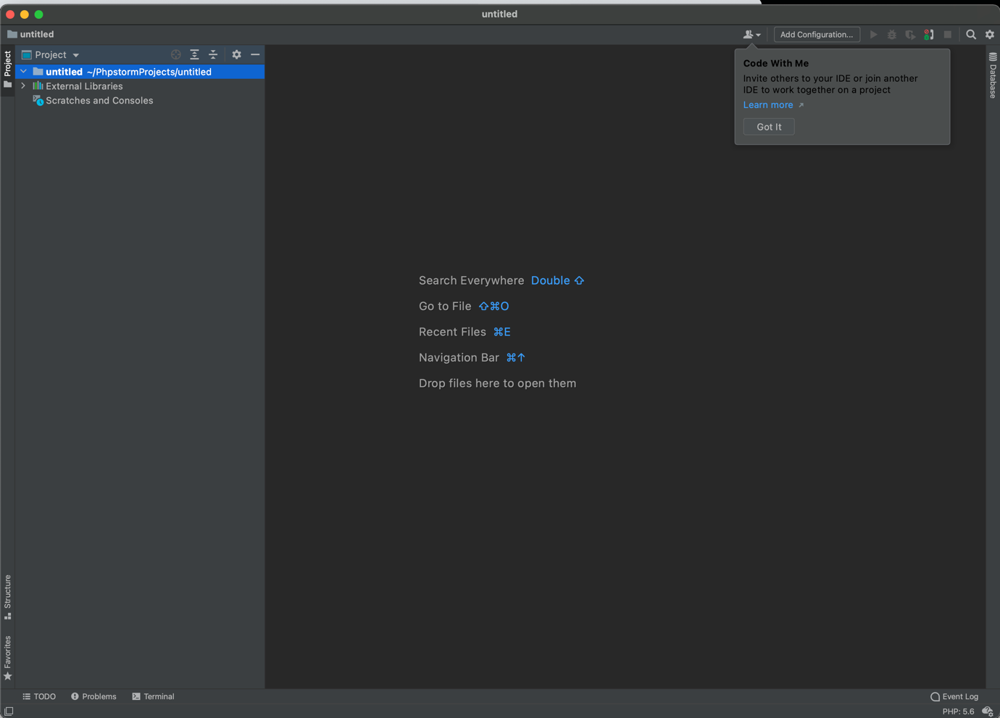 untitled
untitled
Add Configuration...
Project
Project
untitled ~/PhpstormProjects/untitled
External Libraries
Scratches and Consoles
Code With Me
Invite others to your IDE or join another
IDE to work together on a project
Learn more ↗
Got It
Database
Search Everywhere Double ⇧
Go to File ⇧⌘O
Recent Files ⌘E
Navigation Bar ⌘↑
Drop files here to open them
Structure
Favorites
TODO
Problems
Terminal
Event Log
PHP: 5.6